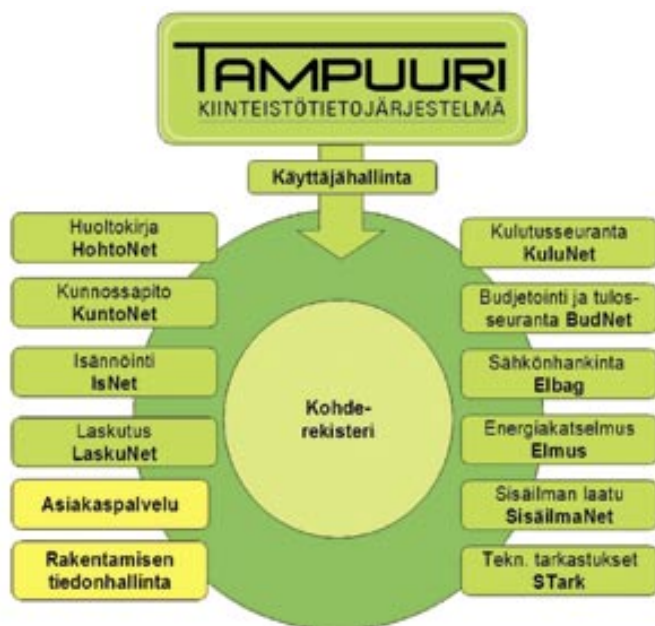 TAMPUURI
KIINTEISTÖTIETOJÄRJESTELMÄ
Käyttäjähallinta
Huoltokirja
HohtoNet
Kunnossapito
KuntoNet
Isännöinti
IsNet
Laskutus
LaskuNet
Asiakaspalvelu
Rakentamisen
tiedonhallinta
Kohde-
rekisteri
Kulutusseuranta
KuluNet
Budjetointi ja tulos-
seuranta BudNet
Sähkönhankinta
Elbag
Energiakatselmus
Elmus
Sisäilman laatu
SisäilmaNet
Tekn. tarkastukset
STark